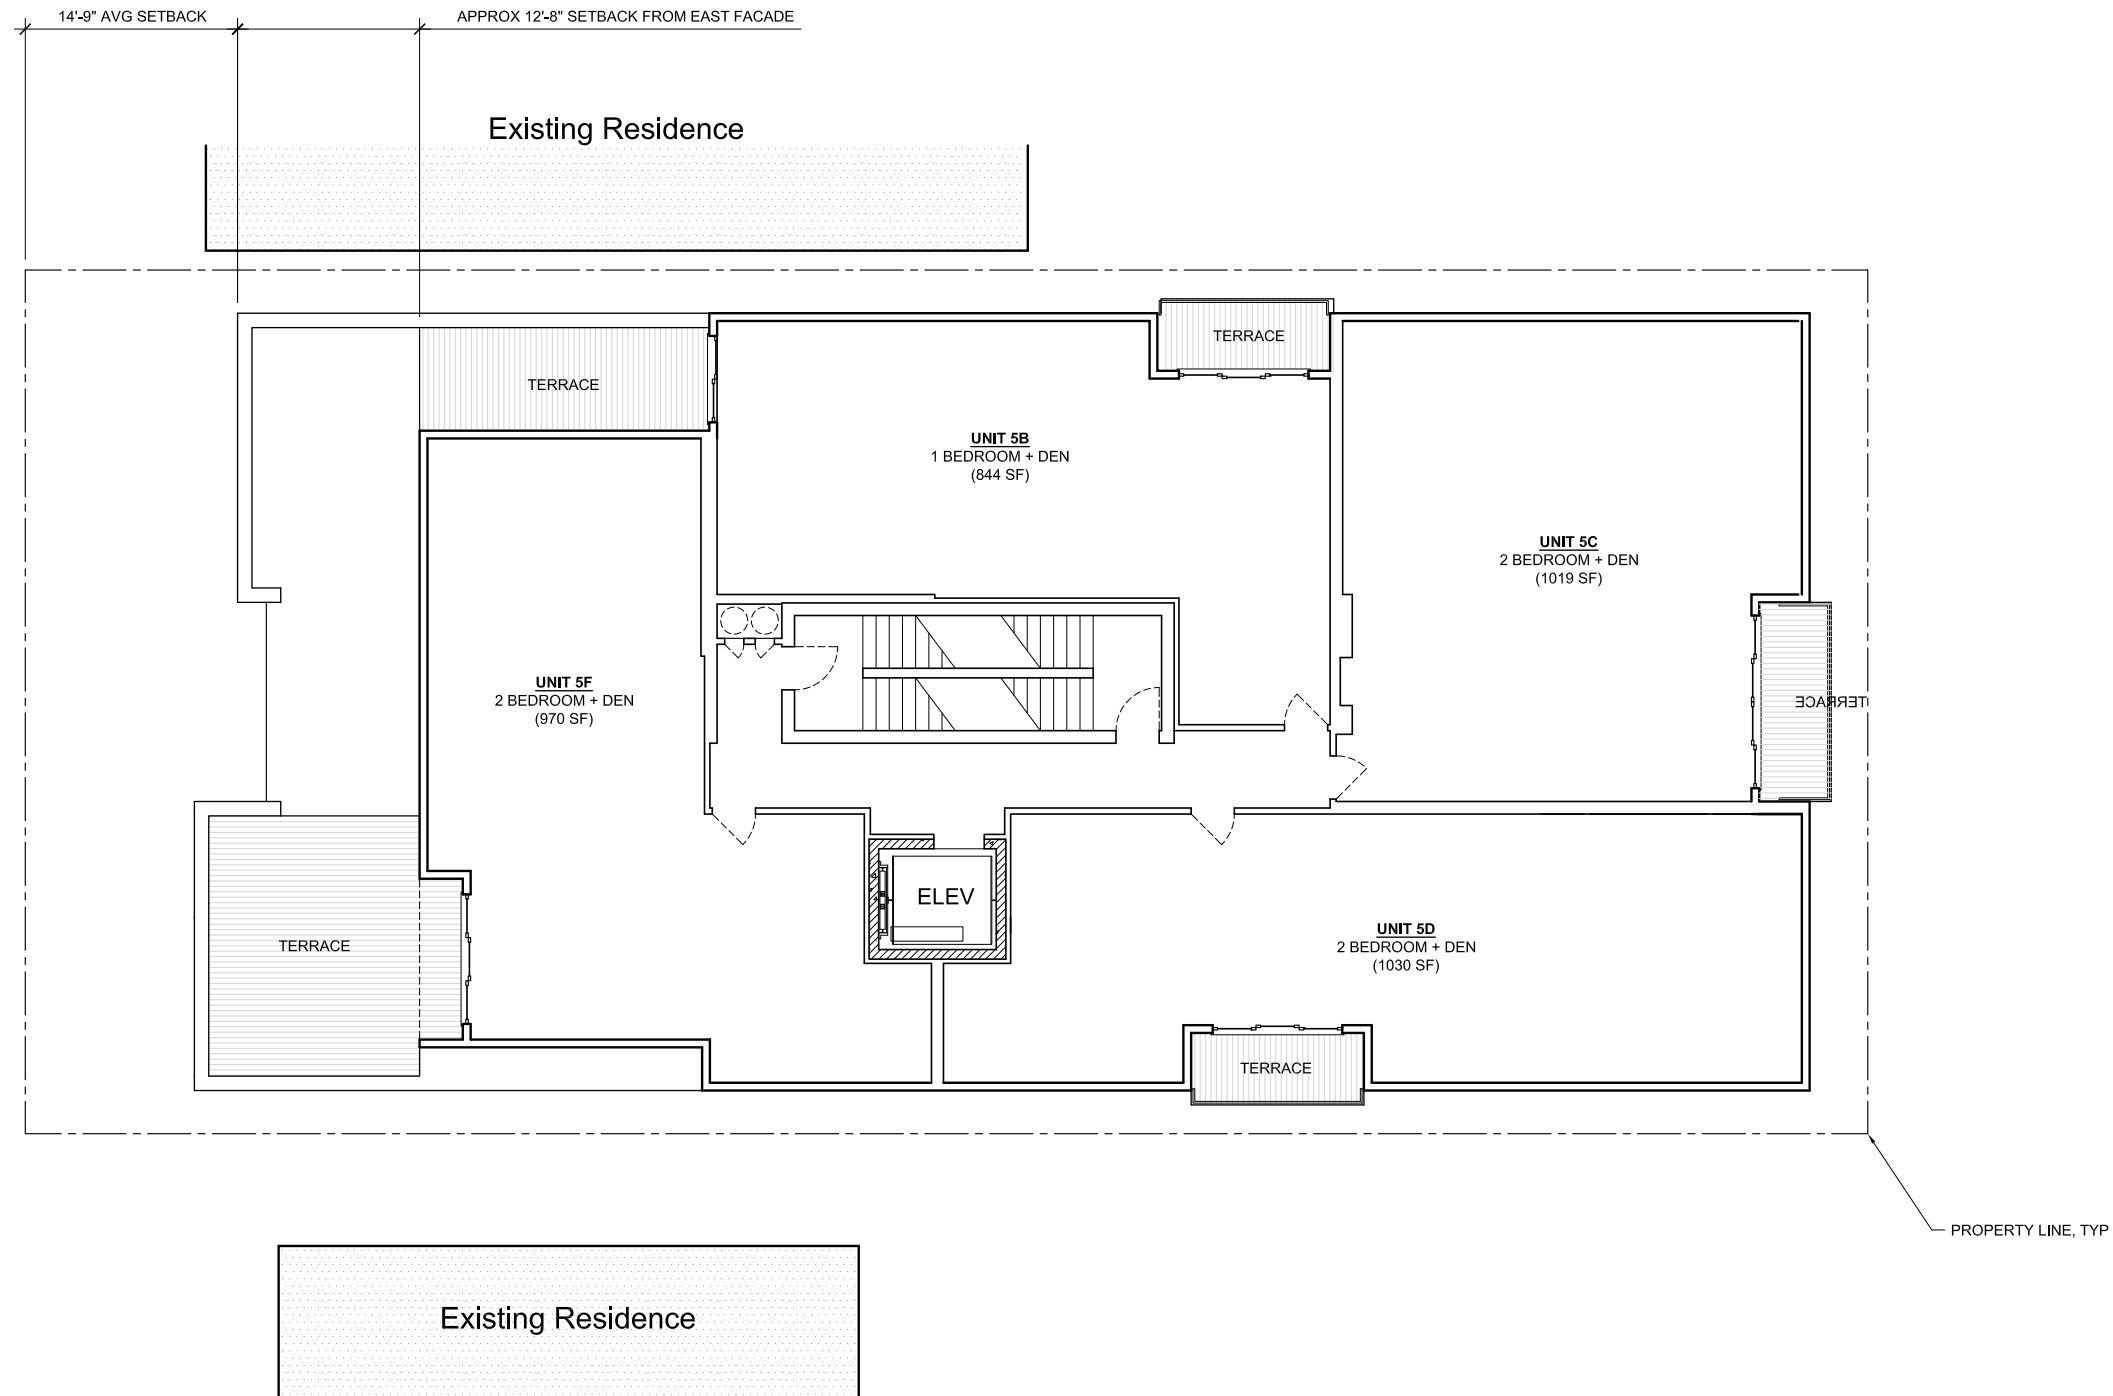 14'-9" AVG SETBACK
APPROX 12'-8" SETBACK FROM EAST FACADE
Existing Residence
TERRACE
TERRACE
UNIT 5B
1 BEDROOM + DEN
(844 SF)
UNIT 5C
2 BEDROOM + DEN
(1019 SF)
UNIT 5F
2 BEDROOM + DEN
(970 SF)
TERRACE
ELEV
TERRACE
UNIT 5D
2 BEDROOM + DEN
(1030 SF)
TERRACE
PROPERTY LINE, TYP
Existing Residence